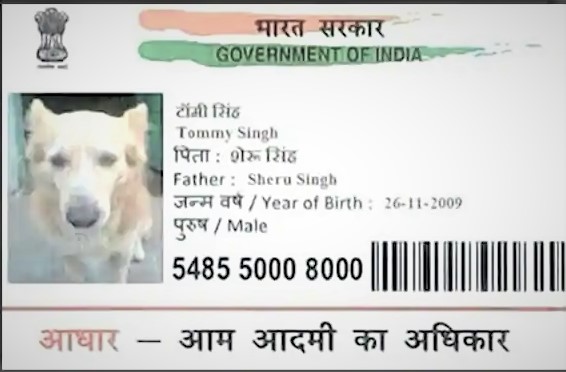 भारत सरकार
GOVERNMENT OF INDIA
टॉमी सिंह
Tommy Singh
पिता : शेरू सिंह
Father : Sheru Singh
जन्म वर्ष / Year of Birth : 26-11-2009
पुरुष / Male
5485 5000 8000
आधार — आम आदमी का अधिकार